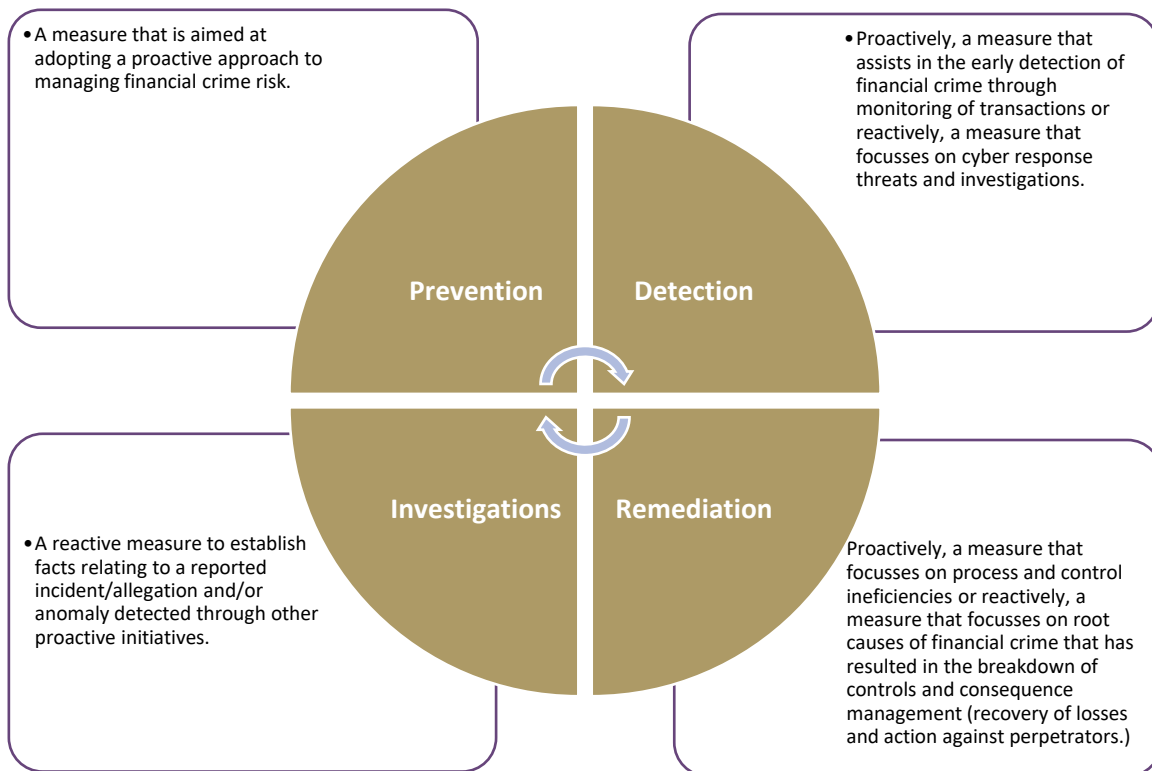 •A measure that is aimed at
adopting a proactive approach to
managing financial crime risk.
•Proactively, a measure that
assists in the early detection of
financial crime through
monitoring of transactions or
reactively, a measure that
focusses on cyber response
threats and investigations.
Prevention
Detection
Investigations
Remediation
•A reactive measure to establish
facts relating to a reported
incident/allegation and/or
anomaly detected through other
proactive initiatives.
Proactively, a measure that
focusses on process and control
ineficiencies or reactively, a
measure that focusses on root
causes of financial crime that has
resulted in the breakdown of
controls and consequence
management (recovery of losses
and action against perpetrators.)